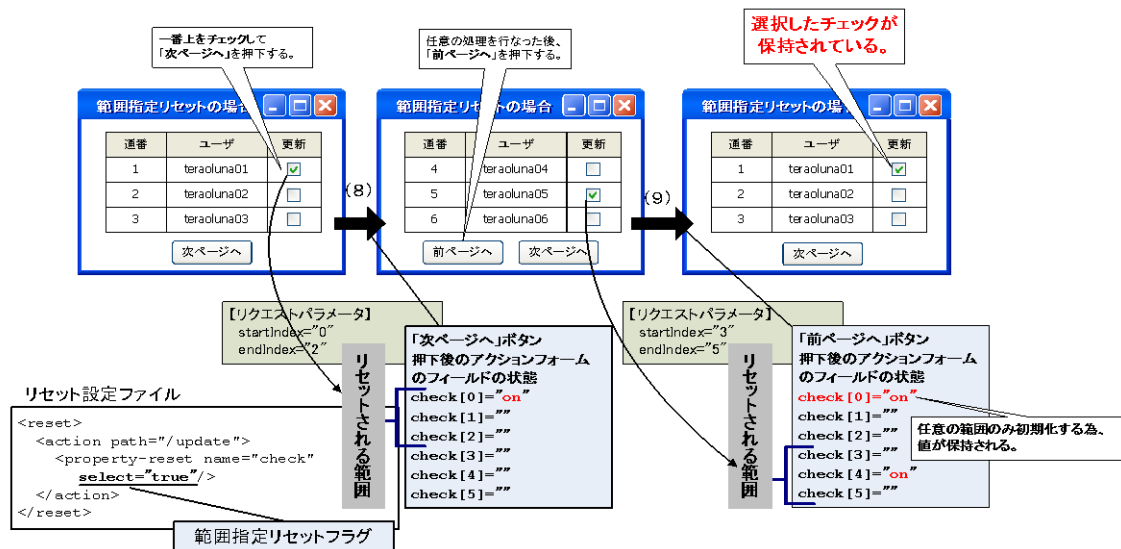 一番上をチェックして
「次ページへ」を押下する。
任意の処理を行なった後、
「前ページへ」を押下する。
選択したチェックが
保持されている。
範囲指定リセットの場合
通番 ユーザ 更新
1 teraoluna01
2 teraoluna02
3 teraoluna03
次ページへ
(8)
範囲指定リセットの場合
通番 ユーザ 更新
4 teraoluna04
5 teraoluna05
6 teraoluna06
前ページへ 次ページへ
(9)
範囲指定リセットの場合
通番 ユーザ 更新
1 teraoluna01
2 teraoluna02
3 teraoluna03
次ページへ
【リクエストパラメータ】
startIndex="0"
endIndex="2"
リセットされる範囲
「次ページへ」ボタン
押下後のアクションフォーム
のフィールドの状態
check[0]="on"
check[1]=""
check[2]=""
check[3]=""
check[4]=""
check[5]=""
【リクエストパラメータ】
startIndex="3"
endIndex="5"
リセットされる範囲
「前ページへ」ボタン
押下後のアクションフォーム
のフィールドの状態
check[0]="on"
check[1]=""
check[2]=""
check[3]=""
check[4]="on"
check[5]=""
任意の範囲のみ初期化する為、
値が保持される。
リセット設定ファイル
<reset>
<action path="/update">
<property-reset name="check"
select="true"/>
</action>
</reset>
範囲指定リセットフラグ